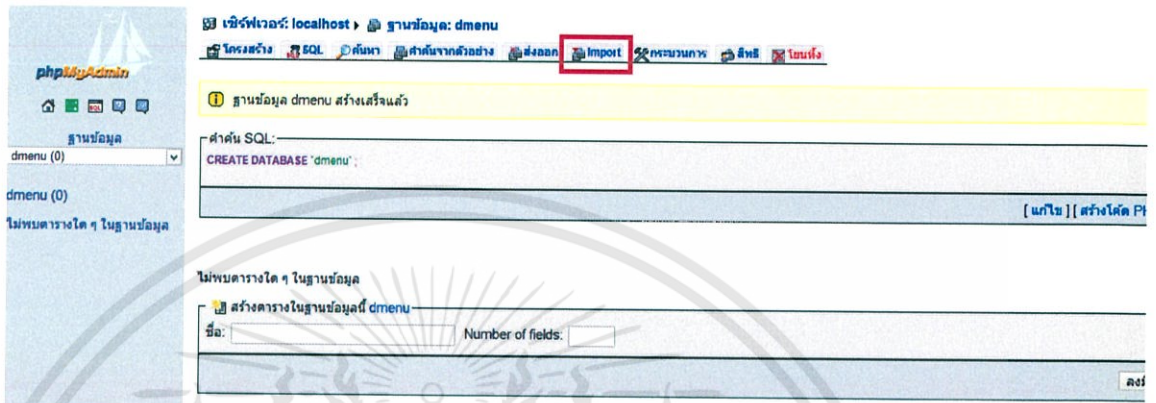 phpMyAdmin
ฐานข้อมูล
dmenu (0)
dmenu (0)
ไม่พบตารางใด ๆ ในฐานข้อมูล
เซิร์ฟเวอร์: localhost ▸ ฐานข้อมูล: dmenu
โครงสร้าง SQL ค้นหา คำค้นจากตัวอย่าง ส่งออก Import กระบวนการ สิทธิ โยนทิ้ง
ฐานข้อมูล dmenu สร้างเสร็จแล้ว
คำค้น SQL:
CREATE DATABASE `dmenu` ;
[ แก้ไข ] [ สร้างโค้ด PH
ไม่พบตารางใด ๆ ในฐานข้อมูล
สร้างตารางในฐานข้อมูลนี้ dmenu
ชื่อ: Number of fields: